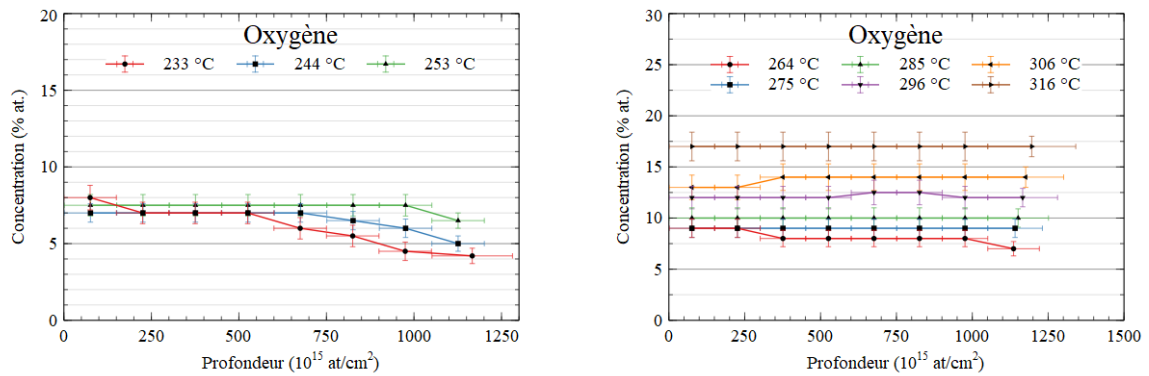 Oxygène
233 °C 244 °C 253 °C
20
15
10
5
0
0 250 500 750 1000 1250
Concentration (% at.)
Profondeur (10¹⁵ at/cm²)
Oxygène
264 °C 285 °C 306 °C
275 °C 296 °C 316 °C
30
25
20
15
10
5
0
0 250 500 750 1000 1250 1500
Concentration (% at.)
Profondeur (10¹⁵ at/cm²)